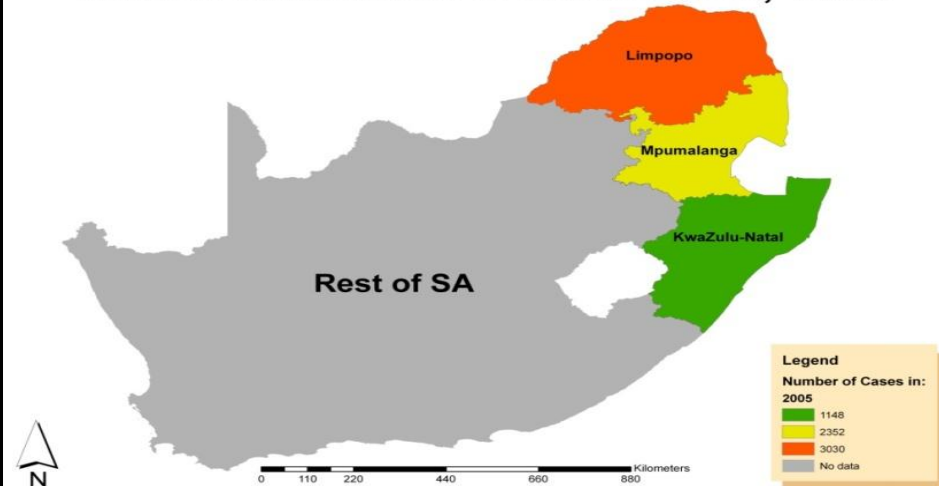 Limpopo
Mpumalanga
KwaZulu-Natal
Rest of SA
Legend
Number of Cases in:
2005
1148
2352
3030
No data
N
Kilometers
0 110 220 440 660 880